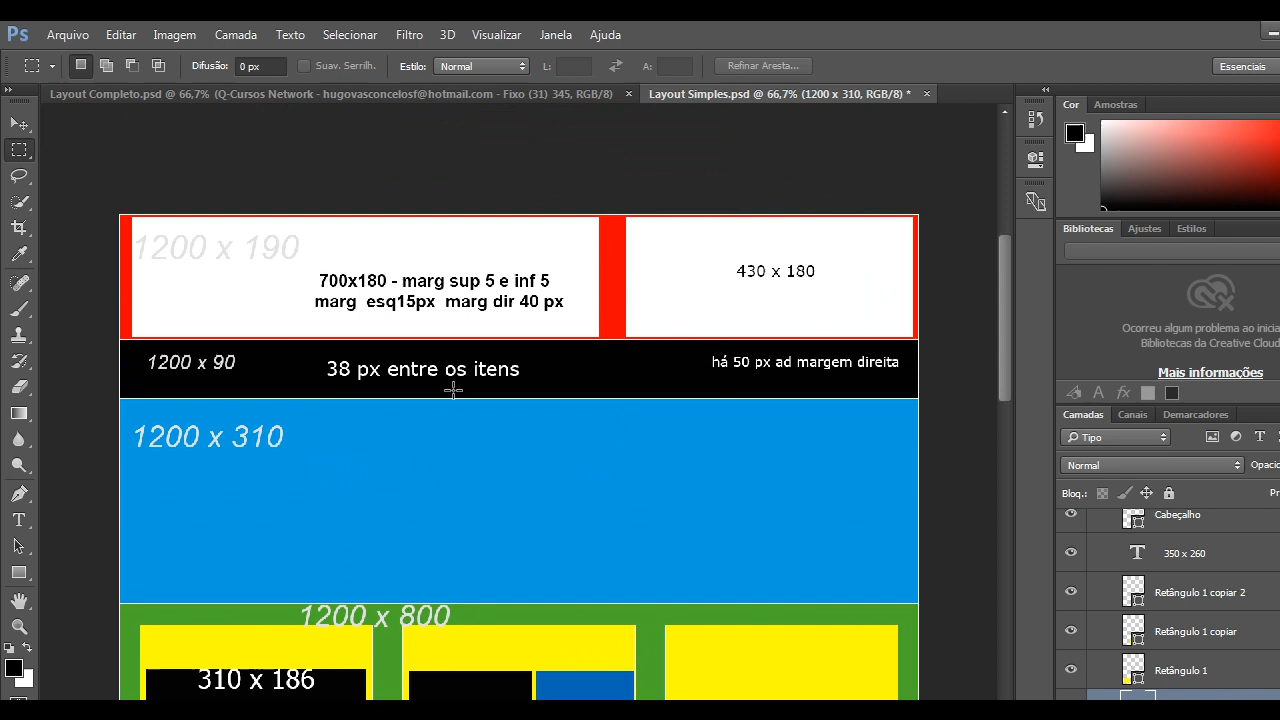 Ps Arquivo Editar Imagem Camada Texto Selecionar Filtro 3D Visualizar Janela Ajuda
Difusão: 0 px Suav. Serrilh. Estilo: Normal L: A: Refinar Aresta... Essenciais
Layout Completo.psd @ 66,7% (Q-Cursos Network - hugovasconcelosf@hotmail.com - Fixo (31) 345, RGB/8) × Layout Simples.psd @ 66,7% (1200 x 310, RGB/8) * ×
Cor Amostras
Bibliotecas Ajustes Estilos
Ocorreu algum problema ao inicia
Bibliotecas da Creative Cloud
Mais informações
1200 x 190
700x180 - marg sup 5 e inf 5
marg esq15px marg dir 40 px
430 x 180
1200 x 90
38 px entre os itens
há 50 px ad margem direita
1200 x 310
1200 x 800
310 x 186
Camadas Canais Demarcadores
Tipo
Normal Opacid
Bloq.: Pr
Cabeçalho
350 x 260
Retângulo 1 copiar 2
Retângulo 1 copiar
Retângulo 1